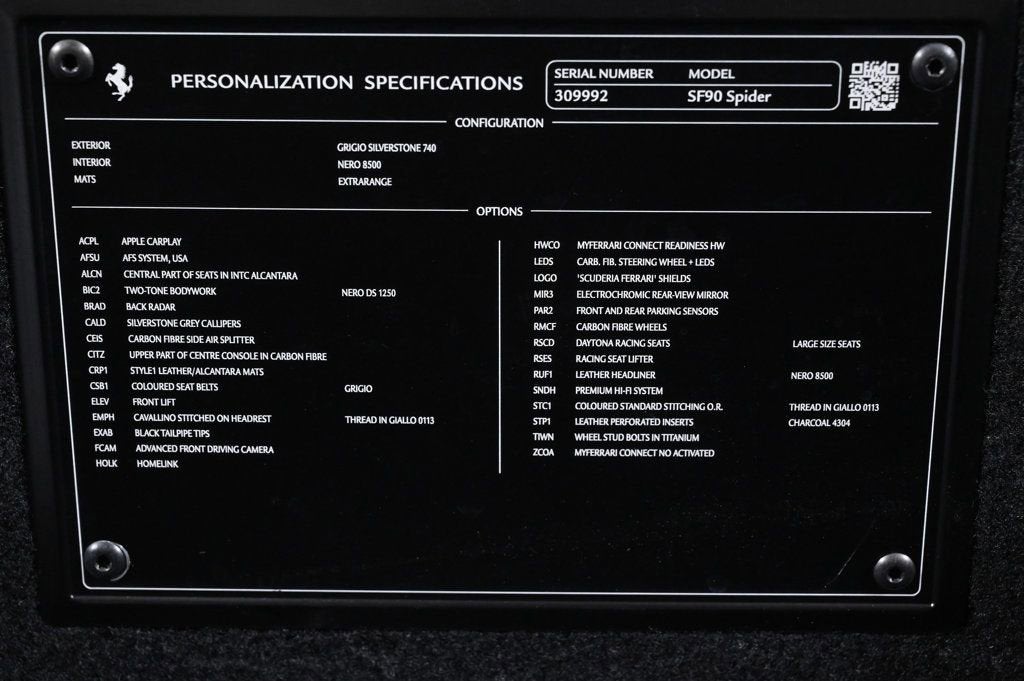 PERSONALIZATION SPECIFICATIONS
SERIAL NUMBER MODEL
309992 SF90 Spider
CONFIGURATION
EXTERIOR GRIGIO SILVERSTONE 740
INTERIOR NERO 8500
MATS EXTRARANGE
OPTIONS
ACPL APPLE CARPLAY
AFSU AFS SYSTEM, USA
ALCN CENTRAL PART OF SEATS IN INTC ALCANTARA
BIC2 TWO-TONE BODYWORK NERO DS 1250
BRAD BACK RADAR
CALD SILVERSTONE GREY CALLIPERS
CEIS CARBON FIBRE SIDE AIR SPLITTER
CITZ UPPER PART OF CENTRE CONSOLE IN CARBON FIBRE
CRP1 STYLE1 LEATHER/ALCANTARA MATS
CSB1 COLOURED SEAT BELTS GRIGIO
ELEV FRONT LIFT
EMPH CAVALLINO STITCHED ON HEADREST THREAD IN GIALLO 0113
EXAB BLACK TAILPIPE TIPS
FCAM ADVANCED FRONT DRIVING CAMERA
HOLK HOMELINK
HWCO MYFERRARI CONNECT READINESS HW
LEDS CARB. FIB. STEERING WHEEL + LEDS
LOGO 'SCUDERIA FERRARI' SHIELDS
MIR3 ELECTROCHROMIC REAR-VIEW MIRROR
PAR2 FRONT AND REAR PARKING SENSORS
RMCF CARBON FIBRE WHEELS
RSCD DAYTONA RACING SEATS LARGE SIZE SEATS
RSES RACING SEAT LIFTER
RUF1 LEATHER HEADLINER NERO 8500
SNDH PREMIUM HI-FI SYSTEM
STC1 COLOURED STANDARD STITCHING O.R. THREAD IN GIALLO 0113
STP1 LEATHER PERFORATED INSERTS CHARCOAL 4304
TIWN WHEEL STUD BOLTS IN TITANIUM
ZCOA MYFERRARI CONNECT NO ACTIVATED